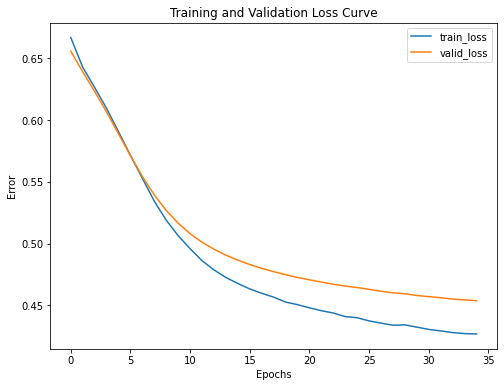 Training and Validation Loss Curve
train_loss
valid_loss
0.65
0.60
0.55
0.50
0.45
Error
0 5 10 15 20 25 30 35
Epochs